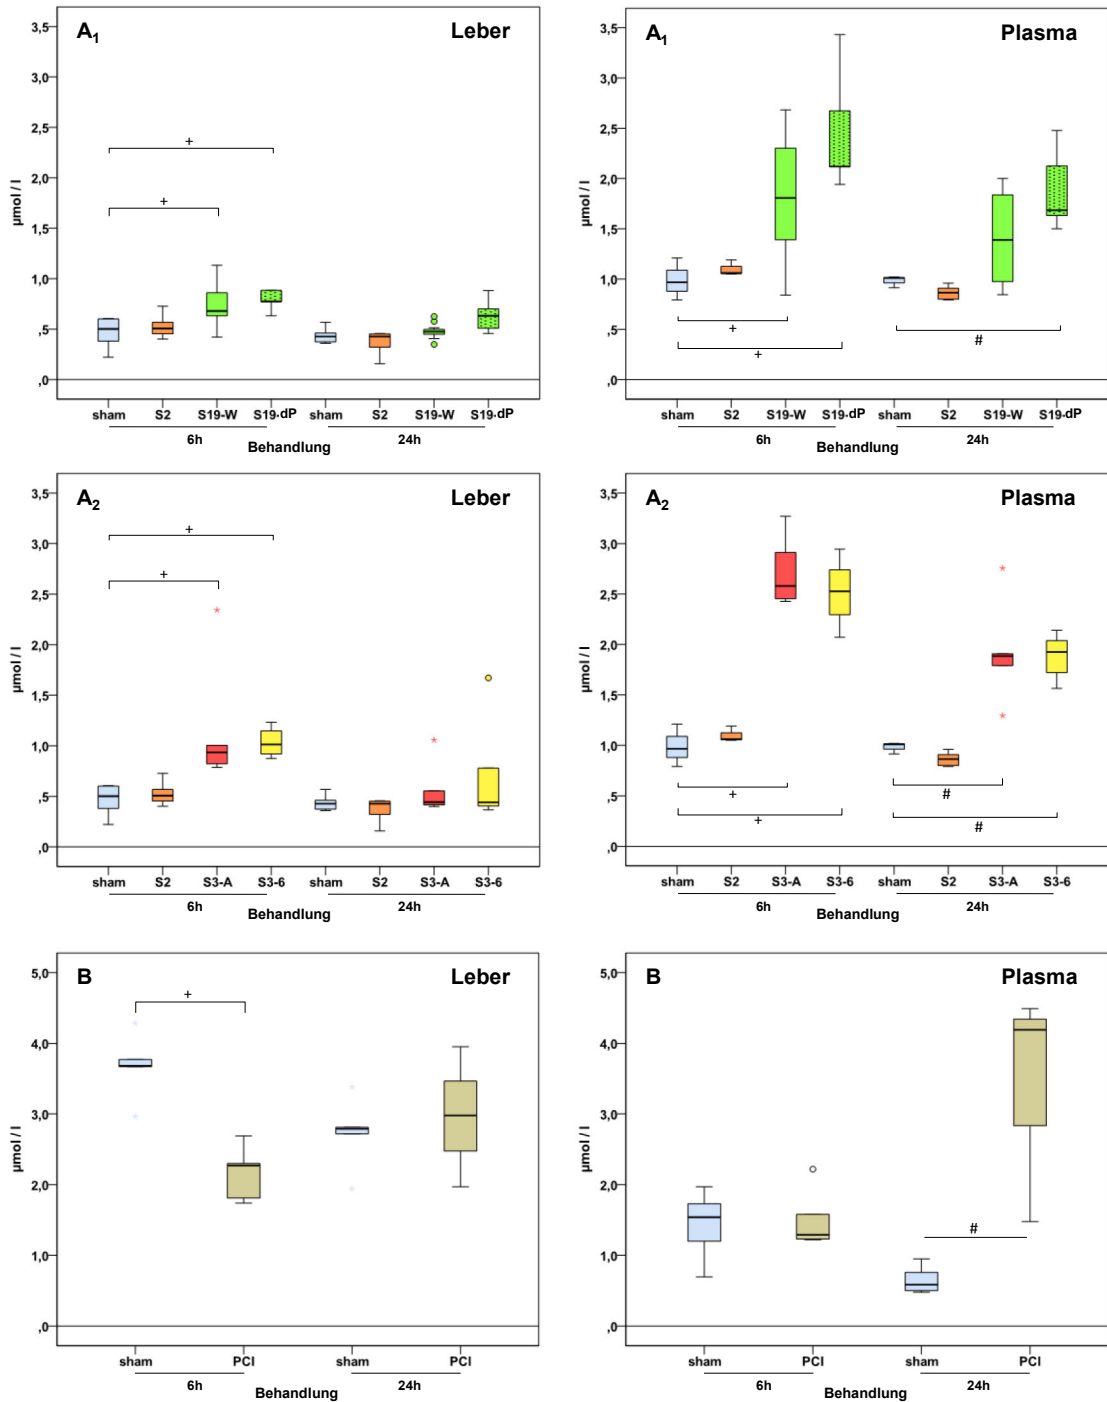 A1 Leber
3,5
3,0
2,5
2,0
1,5
1,0
,5
,0
µmol / l
+
+
sham S2 S19-W S19-dP sham S2 S19-W S19-dP
6h 24h
Behandlung
A1 Plasma
3,5
3,0
2,5
2,0
1,5
1,0
,5
,0
µmol / l
+
+
#
sham S2 S19-W S19-dP sham S2 S19-W S19-dP
6h 24h
Behandlung
A2 Leber
3,5
3,0
2,5
2,0
1,5
1,0
,5
,0
µmol / l
+
+
sham S2 S3-A S3-6 sham S2 S3-A S3-6
6h 24h
Behandlung
A2 Plasma
3,5
3,0
2,5
2,0
1,5
1,0
,5
,0
µmol / l
+
#
+
#
sham S2 S3-A S3-6 sham S2 S3-A S3-6
6h 24h
Behandlung
B Leber
5,0
4,0
3,0
2,0
1,0
,0
µmol / l
+
sham PCI sham PCI
6h 24h
Behandlung
B Plasma
5,0
4,0
3,0
2,0
1,0
,0
µmol / l
#
sham PCI sham PCI
6h 24h
Behandlung